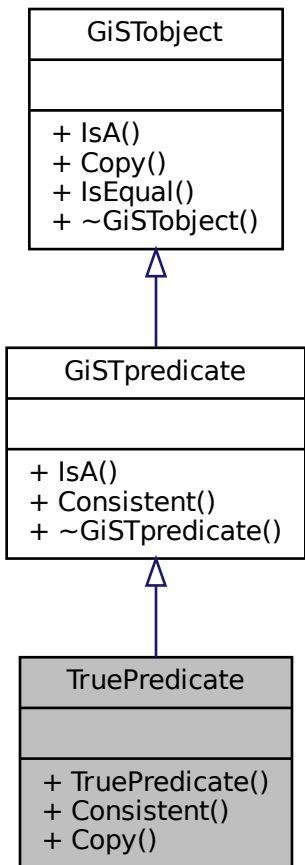 GiSTobject
+ IsA()
+ Copy()
+ IsEqual()
+ ~GiSTobject()
GiSTpredicate
+ IsA()
+ Consistent()
+ ~GiSTpredicate()
TruePredicate
+ TruePredicate()
+ Consistent()
+ Copy()